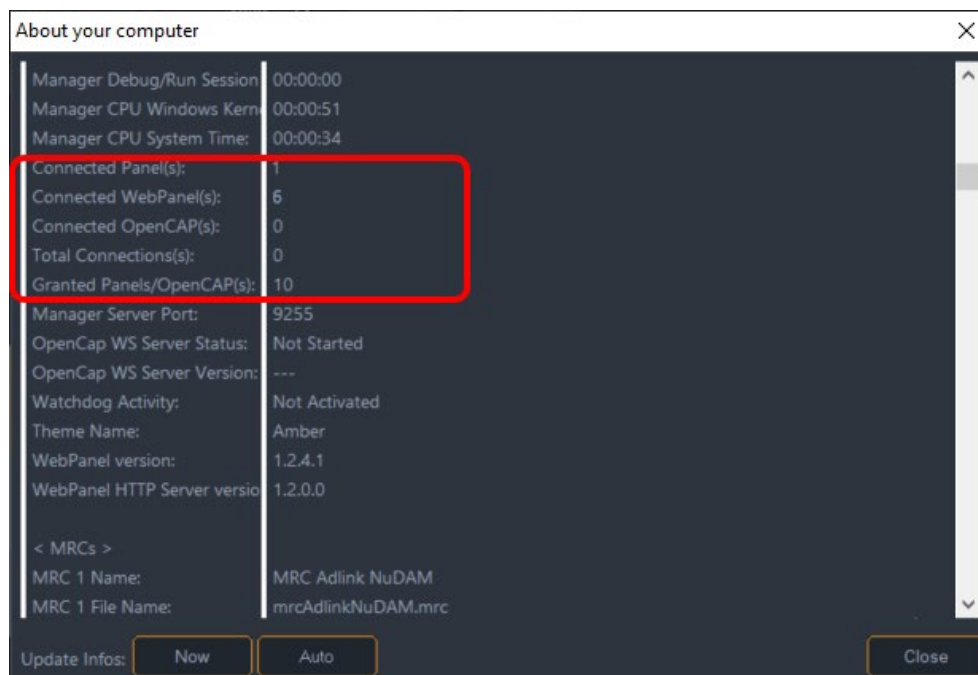 About your computer
Manager Debug/Run Session 00:00:00
Manager CPU Windows Kern 00:00:51
Manager CPU System Time: 00:00:34
Connected Panel(s): 1
Connected WebPanel(s): 6
Connected OpenCAP(s): 0
Total Connections(s): 0
Granted Panels/OpenCAP(s): 10
Manager Server Port: 9255
OpenCap WS Server Status: Not Started
OpenCap WS Server Version: ---
Watchdog Activity: Not Activated
Theme Name: Amber
WebPanel version: 1.2.4.1
WebPanel HTTP Server versio 1.2.0.0
< MRCs >
MRC 1 Name: MRC Adlink NuDAM
MRC 1 File Name: mrcAdlinkNuDAM.mrc
Update Infos: Now Auto Close